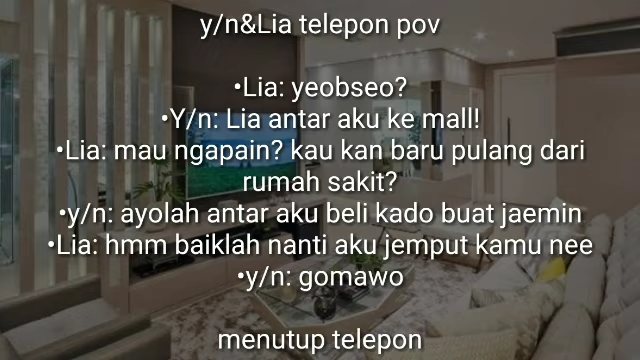 y/n&Lia telepon pov
•Lia: yeobseo?
•Y/n: Lia antar aku ke mall!
•Lia: mau ngapain? kau kan baru pulang dari
rumah sakit?
•y/n: ayolah antar aku beli kado buat jaemin
•Lia: hmm baiklah nanti aku jemput kamu nee
•y/n: gomawo
menutup telepon